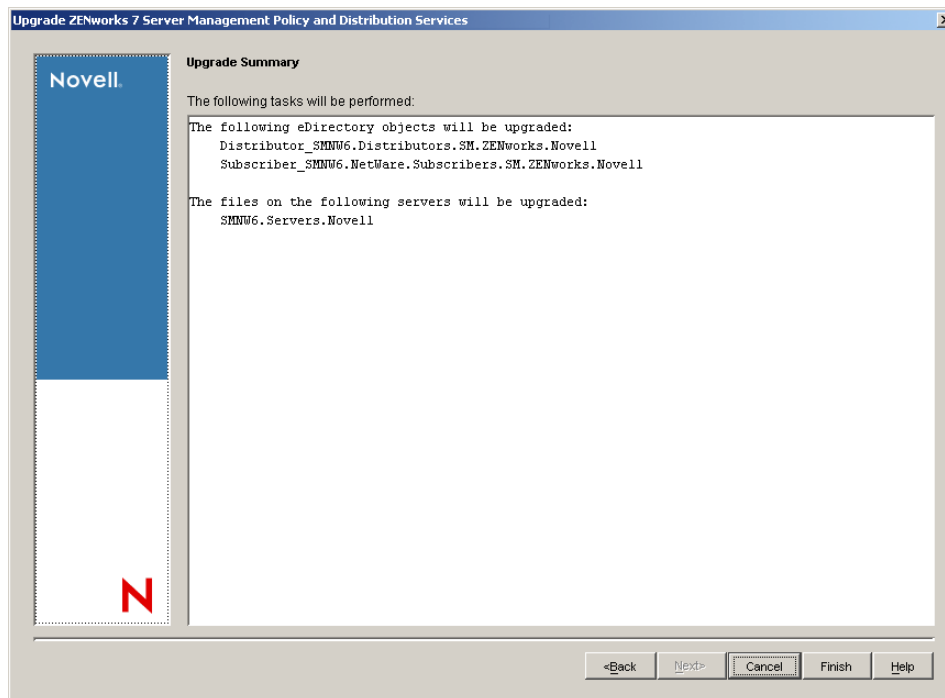 Upgrade ZENworks 7 Server Management Policy and Distribution Services
Novell.
Upgrade Summary
The following tasks will be performed:
The following eDirectory objects will be upgraded:
Distributor_SMNW6.Distributors.SM.ZENworks.Novell
Subscriber_SMNW6.NetWare.Subscribers.SM.ZENworks.Novell
The files on the following servers will be upgraded:
SMNW6.Servers.Novell
N
<Back Next> Cancel Finish Help